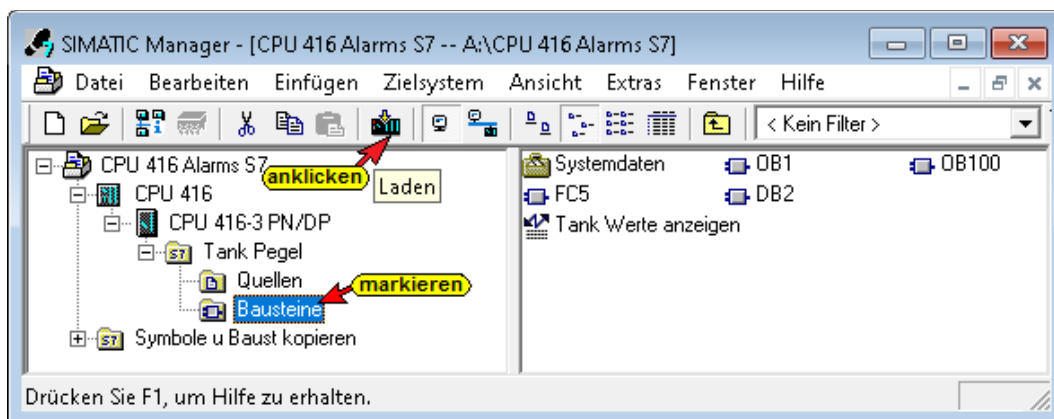 SIMATIC Manager - [CPU 416 Alarms S7 -- A:\CPU 416 Alarms S7]
Datei Bearbeiten Einfügen Zielsystem Ansicht Extras Fenster Hilfe
< Kein Filter >
CPU 416 Alarms S7
anklicken
Laden
CPU 416
CPU 416-3 PN/DP
S7 Tank Pegel
Quellen
markieren
Bausteine
S7 Symbole u Baust kopieren
Systemdaten OB1 OB100
FC5 DB2
Tank Werte anzeigen
Drücken Sie F1, um Hilfe zu erhalten.